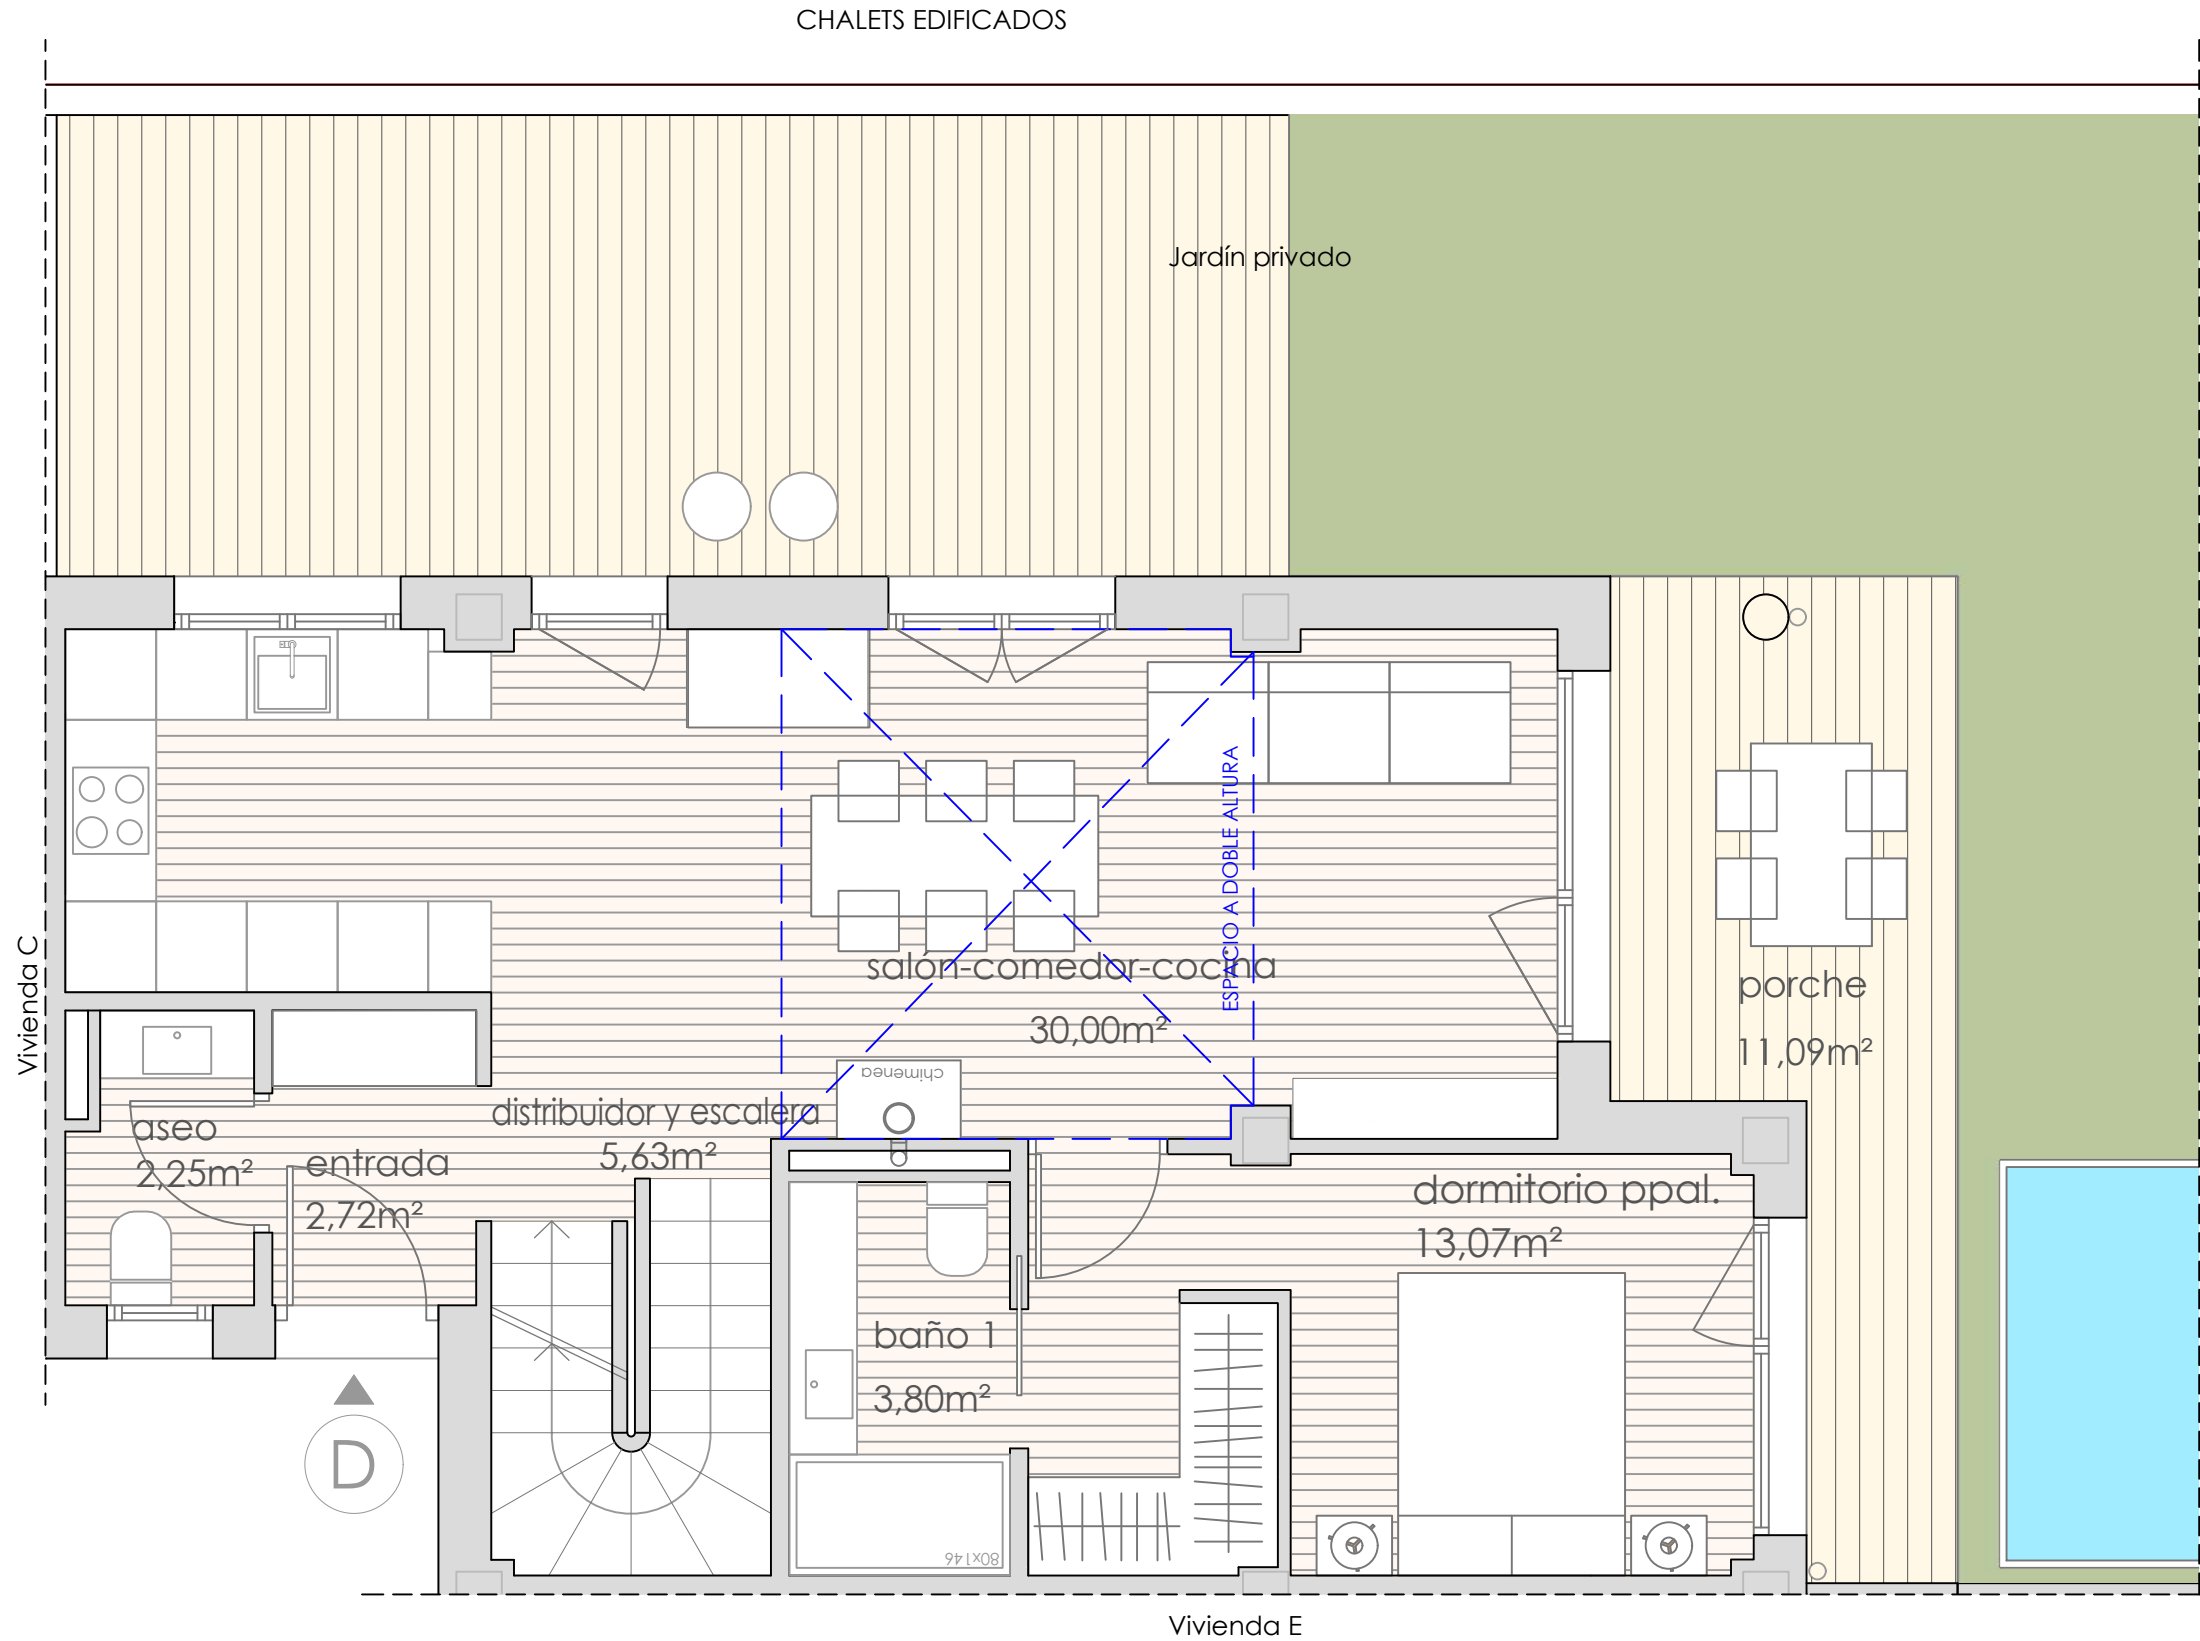 CHALETS EDIFICADOS
Jardín privado
Vivienda C
ESPACIO A DOBLE ALTURA
salón-comedor-cocina
30,00m²
porche
11,09m²
chimenea
distribuidor y escalera
5,63m²
aseo
2,25m²
entrada
2,72m²
dormitorio ppal.
13,07m²
baño 1
3,80m²
D
80x146
Vivienda E